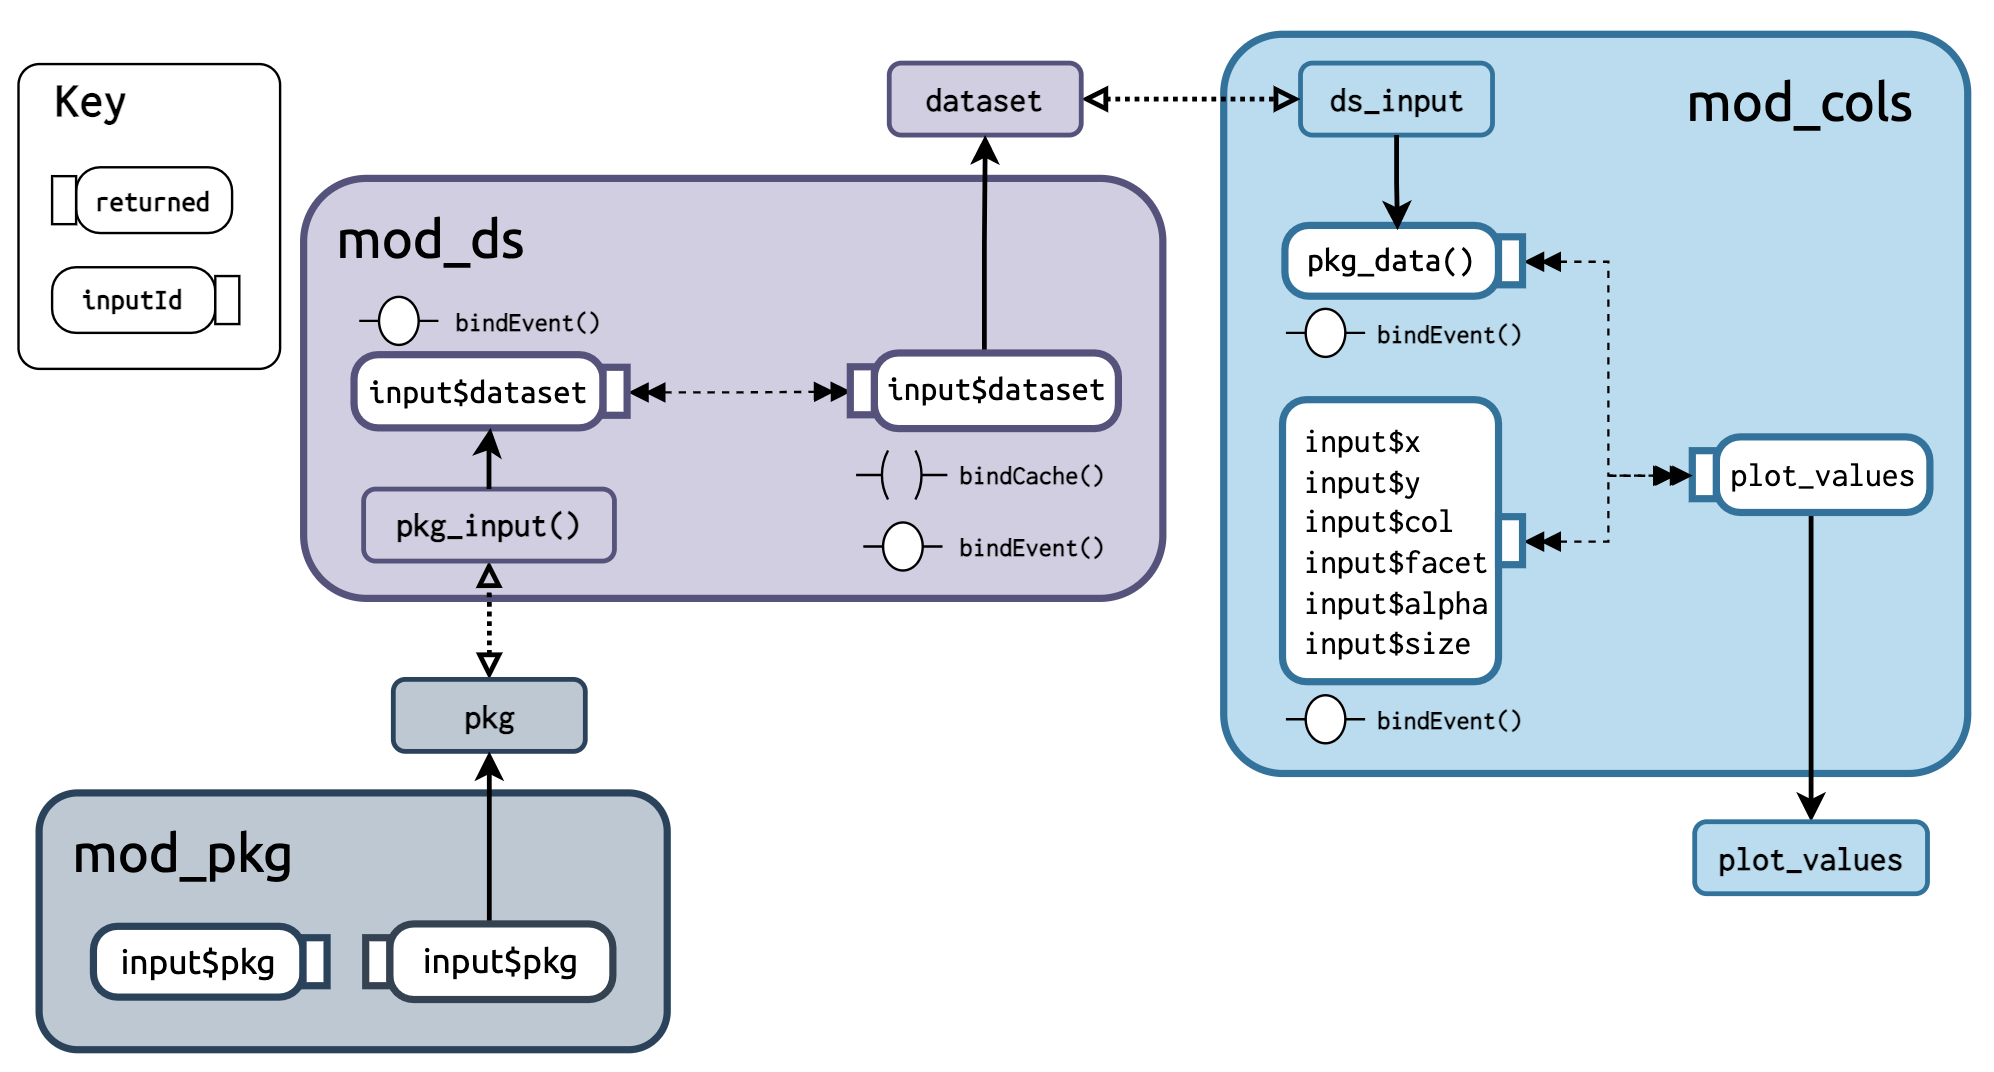 Key
returned
inputId
mod_ds
bindEvent()
input$dataset
pkg_input()
input$dataset
bindCache()
bindEvent()
dataset
pkg
mod_pkg
input$pkg
input$pkg
mod_cols
ds_input
pkg_data()
bindEvent()
input$x
input$y
input$col
input$facet
input$alpha
input$size
bindEvent()
plot_values
plot_values